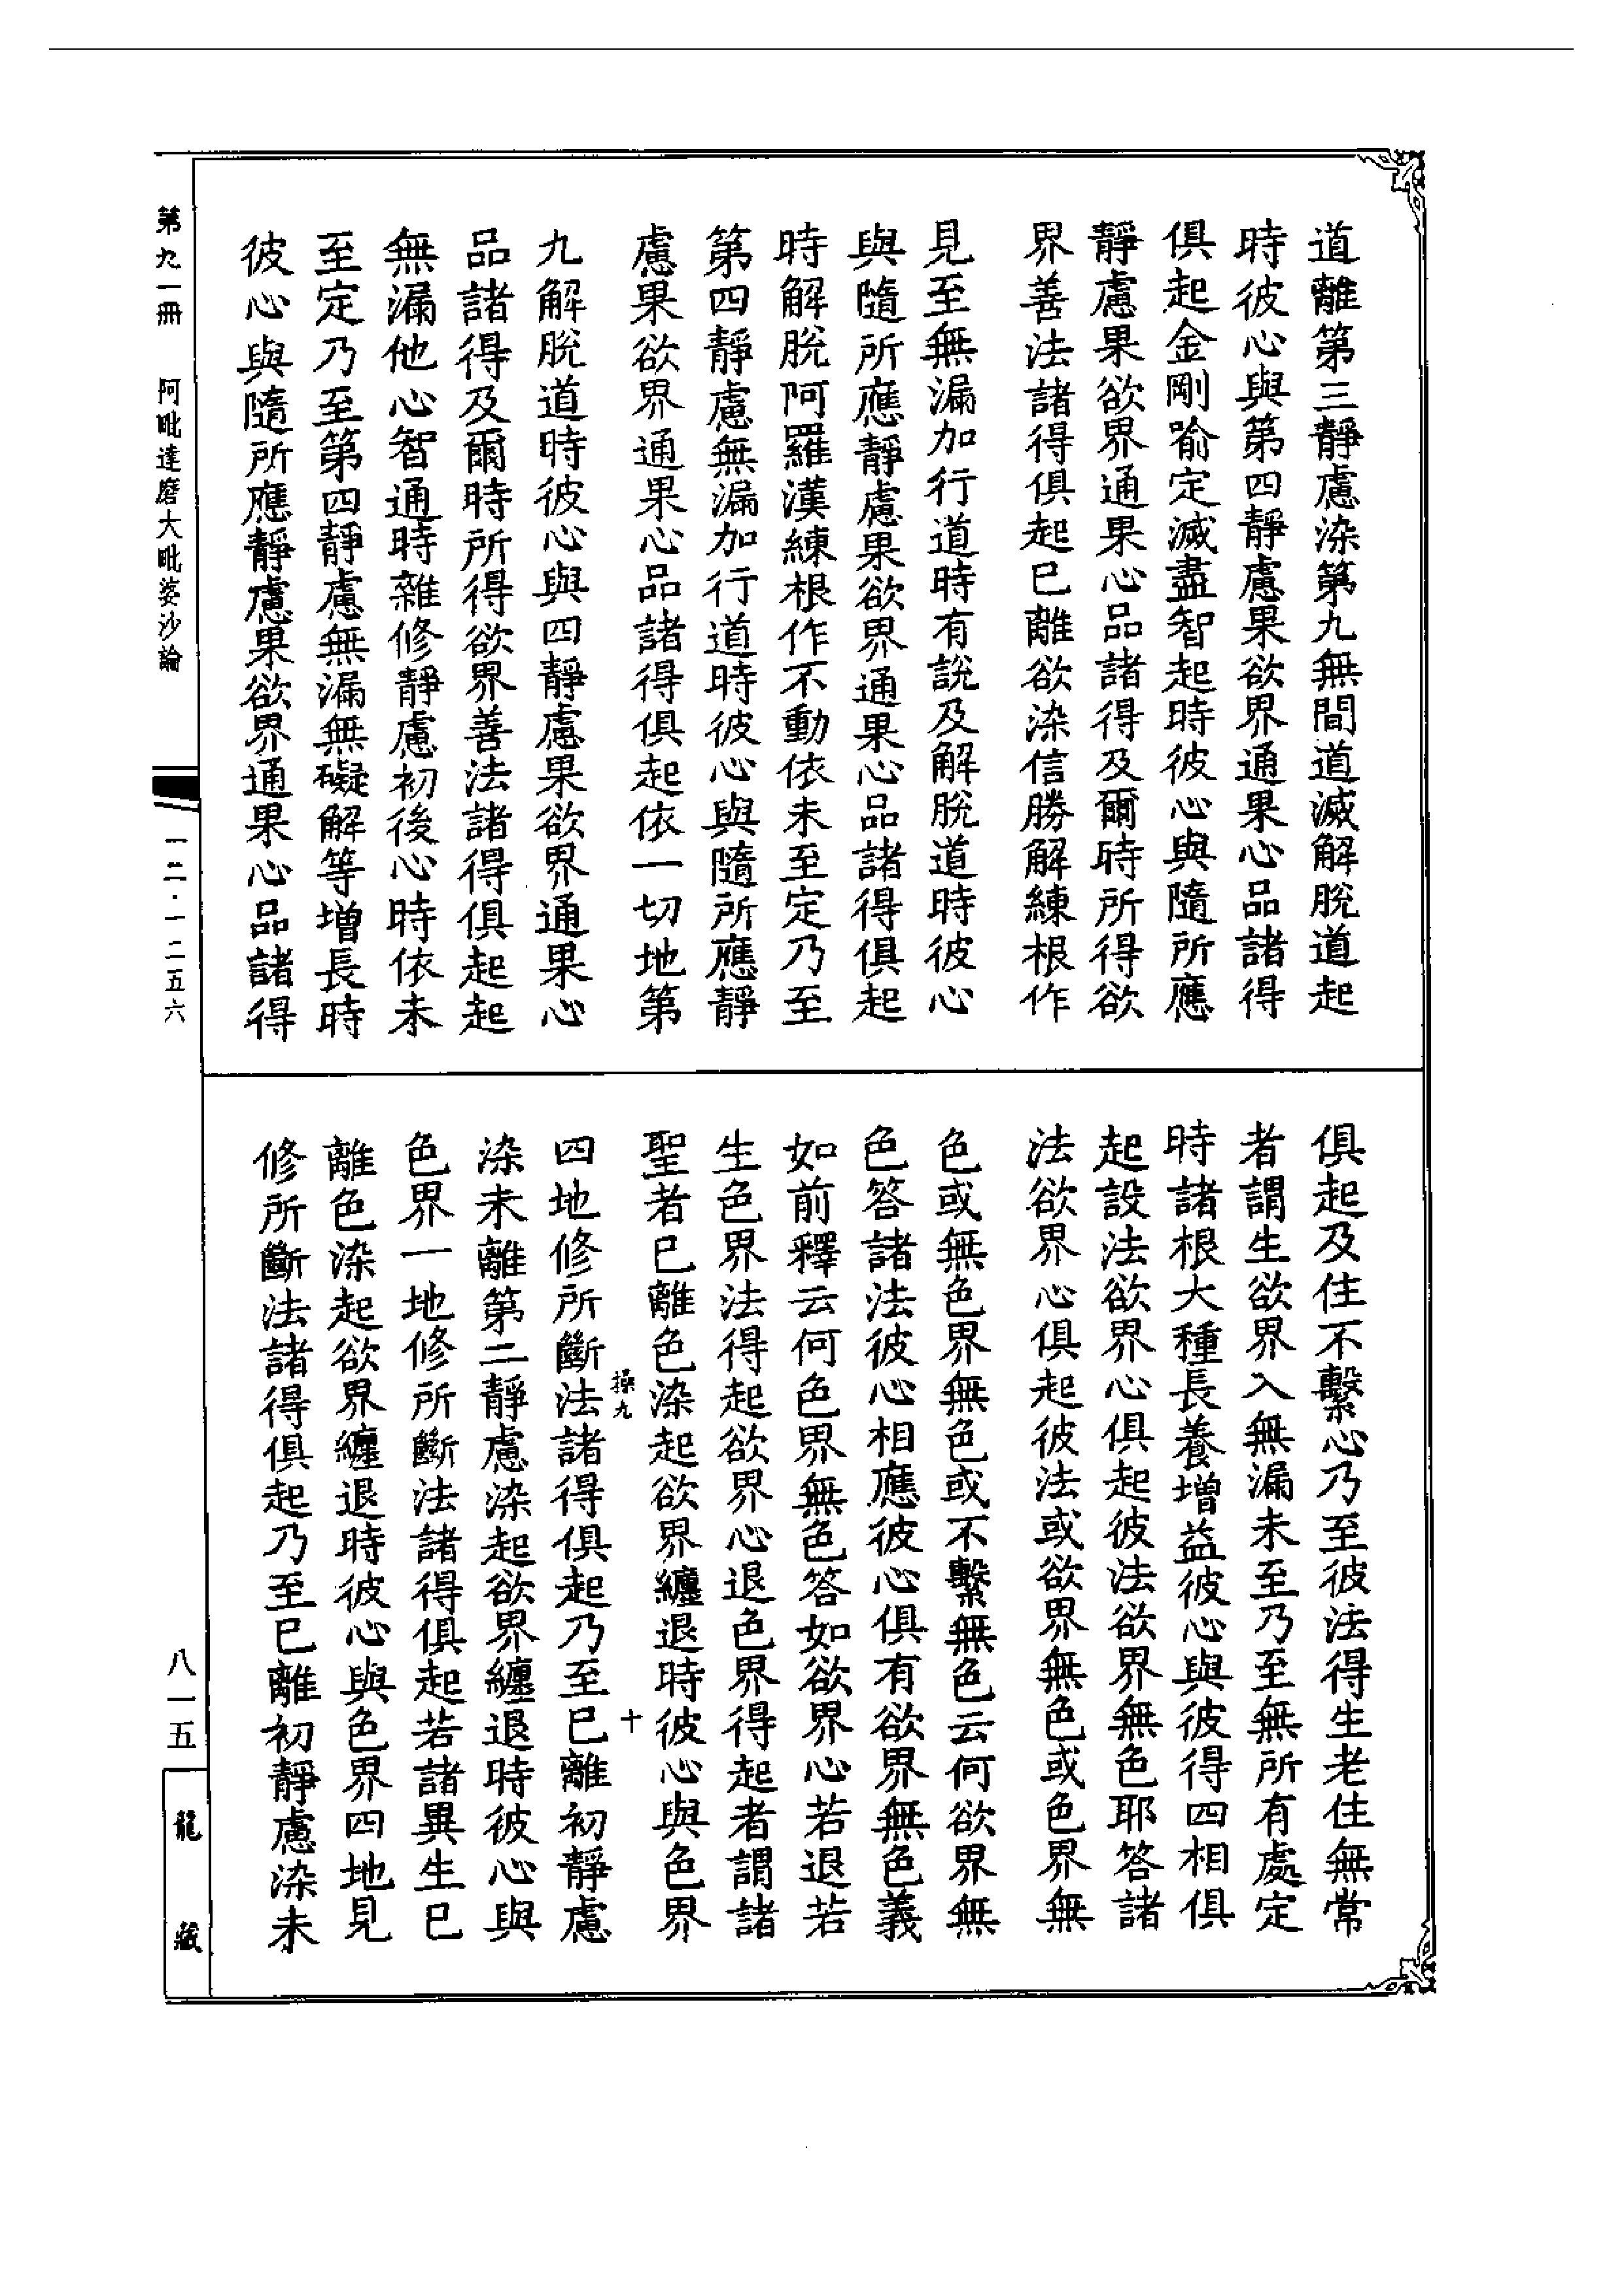 道離第三靜慮染第九無間道滅解脫道起
時彼心與第四靜慮果欲界通果心品諸得
俱起金剛喻定滅盡智起時彼心與隨所應
靜慮果欲界通果心品諸得及爾時所得欲
界善法諸得俱起已離欲染信勝解練根作
見至無漏加行道時有說及解脫道時彼心
與隨所應靜慮果欲界通果心品諸得俱起
時解脫阿羅漢練根作不動依未至定乃至
第四靜慮無漏加行道時彼心與隨所應靜
慮果欲界通果心品諸得俱起依一切地第
九解脫道時彼心與四靜慮果欲界通果心
品諸得及爾時所得欲界善法諸得俱起起
無漏他心智通時雜修靜慮初後心時依未
至定乃至第四靜慮無漏無礙解等增長時
彼心與隨所應靜慮果欲界通果心品諸得
俱起及住不繫心乃至彼法得生老住無常
者謂生欲界入無漏未至乃至無所有處定
時諸根大種長養增益彼心與彼得四相俱
起設法欲界心俱起彼法欲界無色耶答諸
法欲界心俱起彼法或欲界無色或色界無
色或無色界無色或不繫無色云何欲界無
色答諸法彼心相應彼心俱有欲界無色義
如前釋云何色界無色答如欲界心若退若
生色界法得起欲界心退色界得起者謂諸
聖者已離色染起欲界纏退時彼心與色界
操九
十
四地修所斷法諸得俱起乃至已離初靜慮
染未離第二靜慮染起欲界纏退時彼心與
色界一地修所斷法諸得俱起若諸異生已
離色染起欲界纏退時彼心與色界四地見
修所斷法諸得俱起乃至已離初靜慮染未
第九一冊
阿毗達磨大毗婆沙論
一二·一二五六
八一五
龍藏